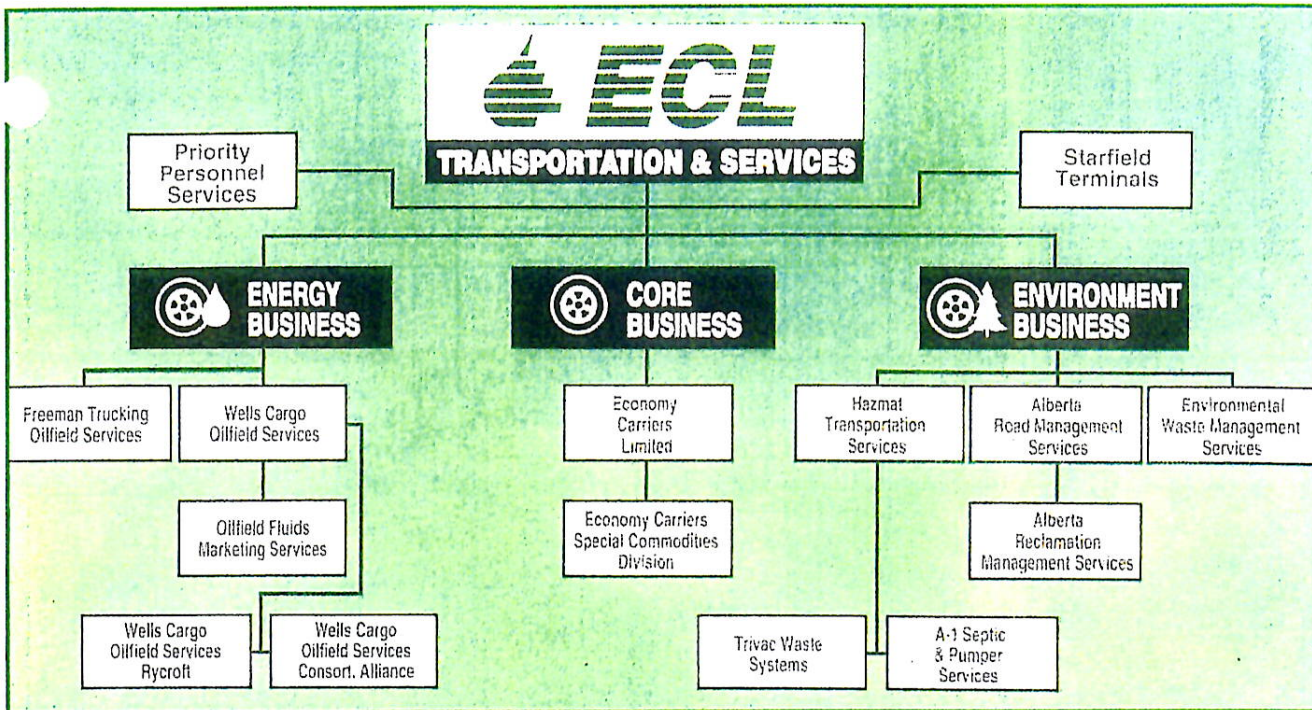 ECL
TRANSPORTATION & SERVICES
Priority
Personnel
Services
Starfield
Terminals
ENERGY
BUSINESS
CORE
BUSINESS
ENVIRONMENT
BUSINESS
Freeman Trucking
Oilfield Services
Wells Cargo
Oilfield Services
Economy
Carriers
Limited
Hazmat
Transportation
Services
Alberta
Road Management
Services
Environmental
Waste Management
Services
Oilfield Fluids
Marketing Services
Economy Carriers
Special Commodities
Division
Alberta
Reclamation
Management Services
Wells Cargo
Oilfield Services
Rycroft
Wells Cargo
Oilfield Services
Consort. Alliance
Trivac Waste
Systems
A-1 Septic
& Pumper
Services